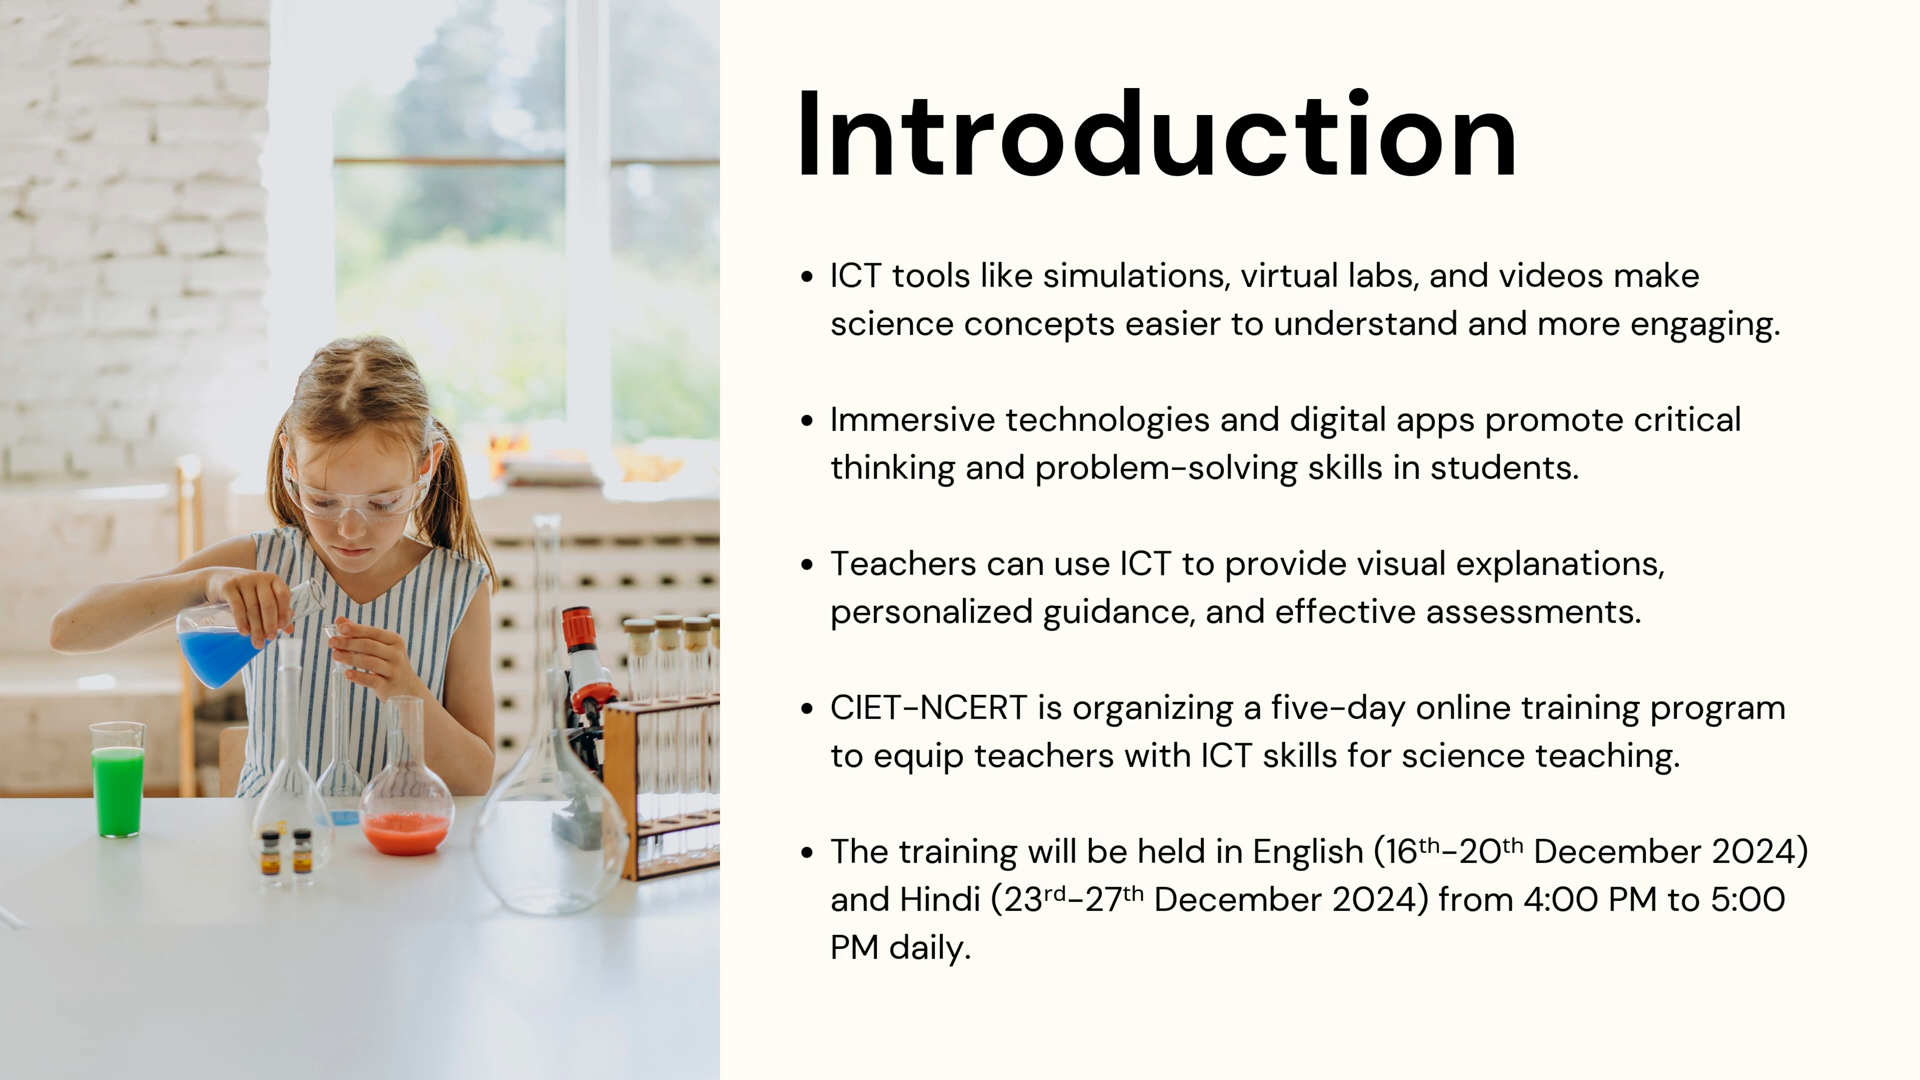 Introduction
• ICT tools like simulations, virtual labs, and videos make
science concepts easier to understand and more engaging.
• Immersive technologies and digital apps promote critical
thinking and problem-solving skills in students.
• Teachers can use ICT to provide visual explanations,
personalized guidance, and effective assessments.
• CIET-NCERT is organizing a five-day online training program
to equip teachers with ICT skills for science teaching.
• The training will be held in English (16ᵗʰ-20ᵗʰ December 2024)
and Hindi (23ʳᵈ-27ᵗʰ December 2024) from 4:00 PM to 5:00
PM daily.